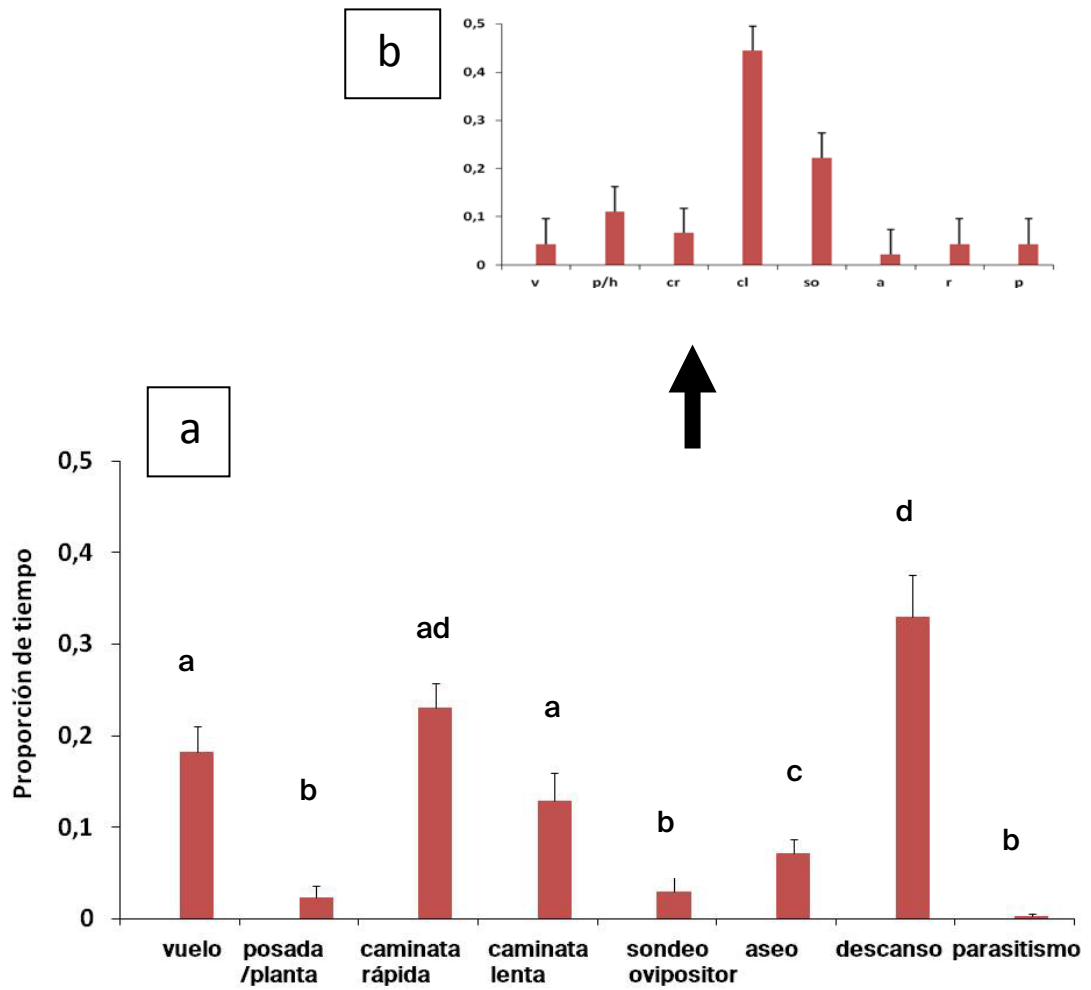 b
0,5
0,4
0,3
0,2
0,1
0
v p/h cr cl so a r p
a
Proporción de tiempo
0,5
0,4
0,3
0,2
0,1
0
a b ad a b c d b
vuelo posada caminata caminata sondeo aseo descanso parasitismo
/planta rápida lenta ovipositor